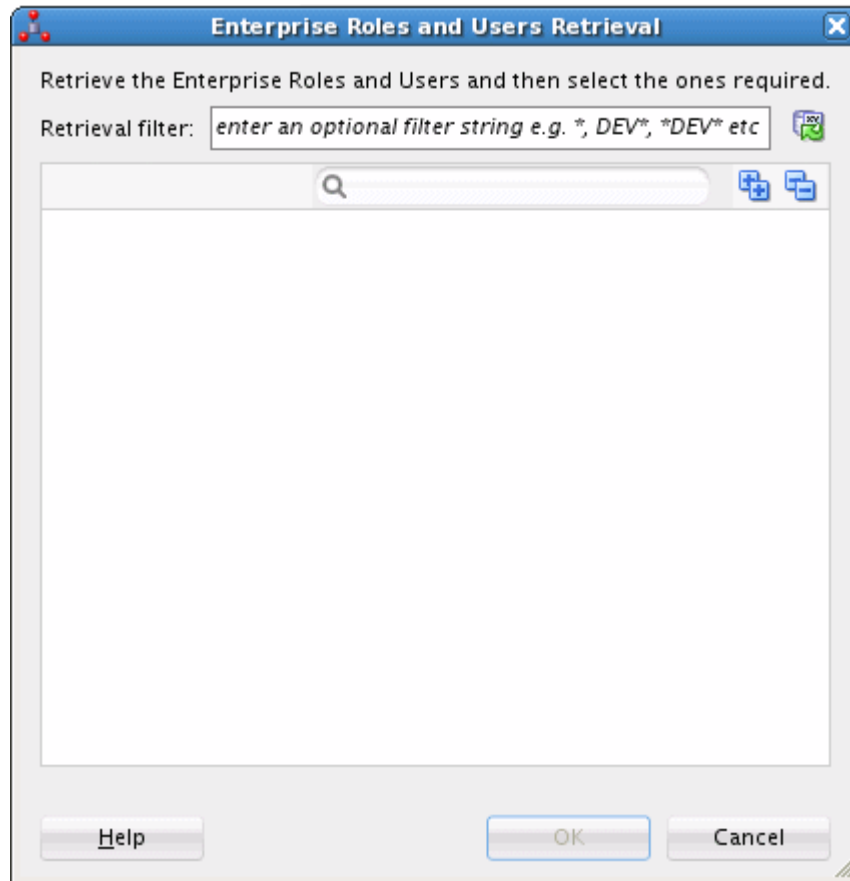 Enterprise Roles and Users Retrieval
Retrieve the Enterprise Roles and Users and then select the ones required.
Retrieval filter: enter an optional filter string e.g. *, DEV*, *DEV* etc
Help OK Cancel